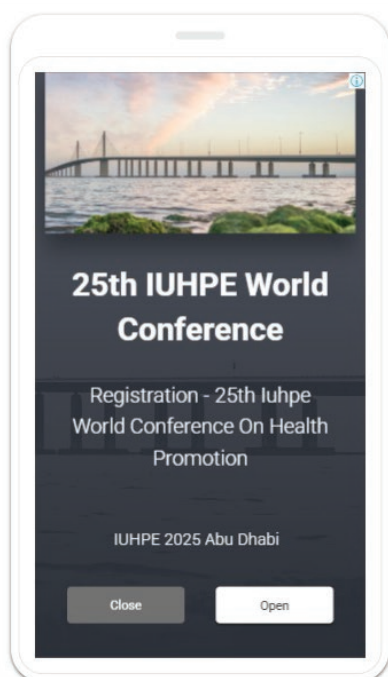 25th IUHPE World
Conference
Registration - 25th Iuhpe
World Conference On Health
Promotion
IUHPE 2025 Abu Dhabi
Close
Open